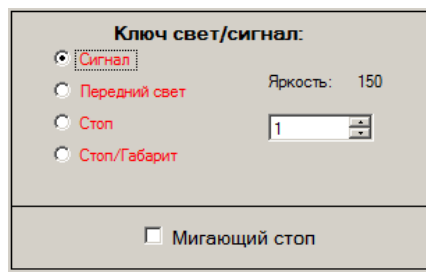 Ключ свет/сигнал:
Сигнал
Передний свет
Яркость: 150
Стоп
1
Стоп/Габарит
Мигающий стоп